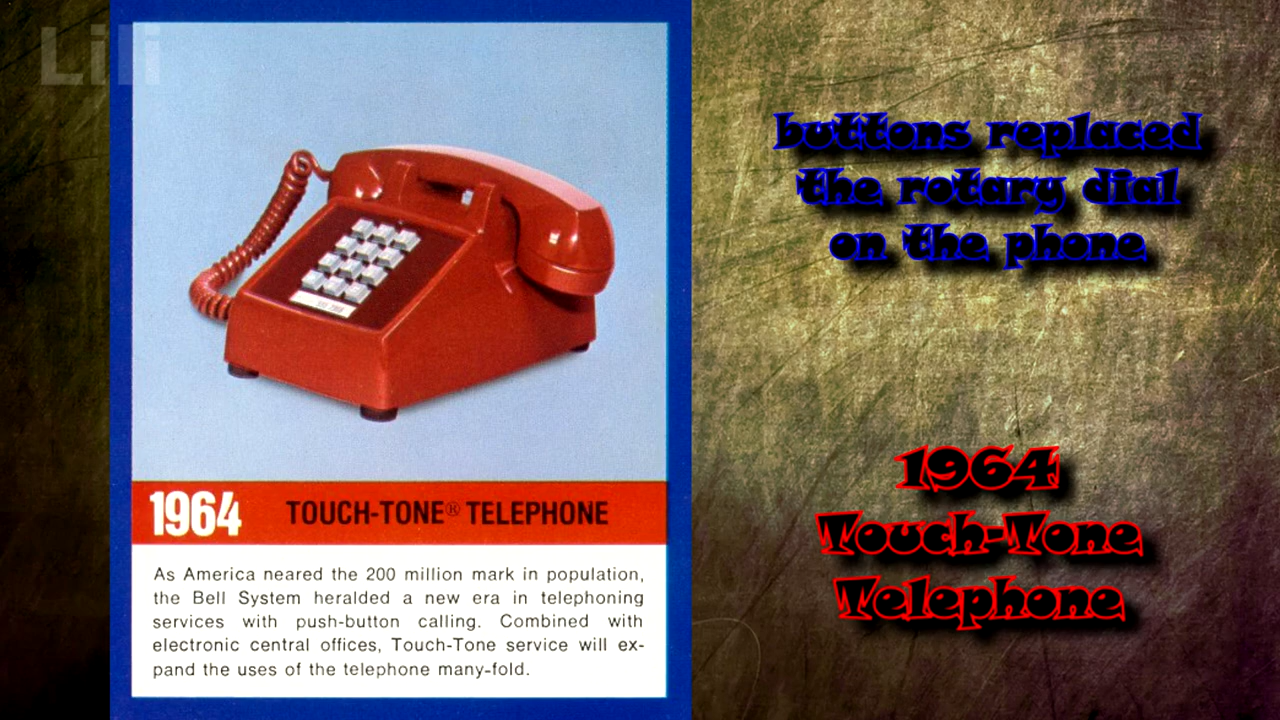 Lili
1964 TOUCH-TONE® TELEPHONE
As America neared the 200 million mark in population,
the Bell System heralded a new era in telephoning
services with push-button calling. Combined with
electronic central offices, Touch-Tone service will ex-
pand the uses of the telephone many-fold.
buttons replaced
the rotary dial
on the phone
1964
Touch-Tone
Telephone